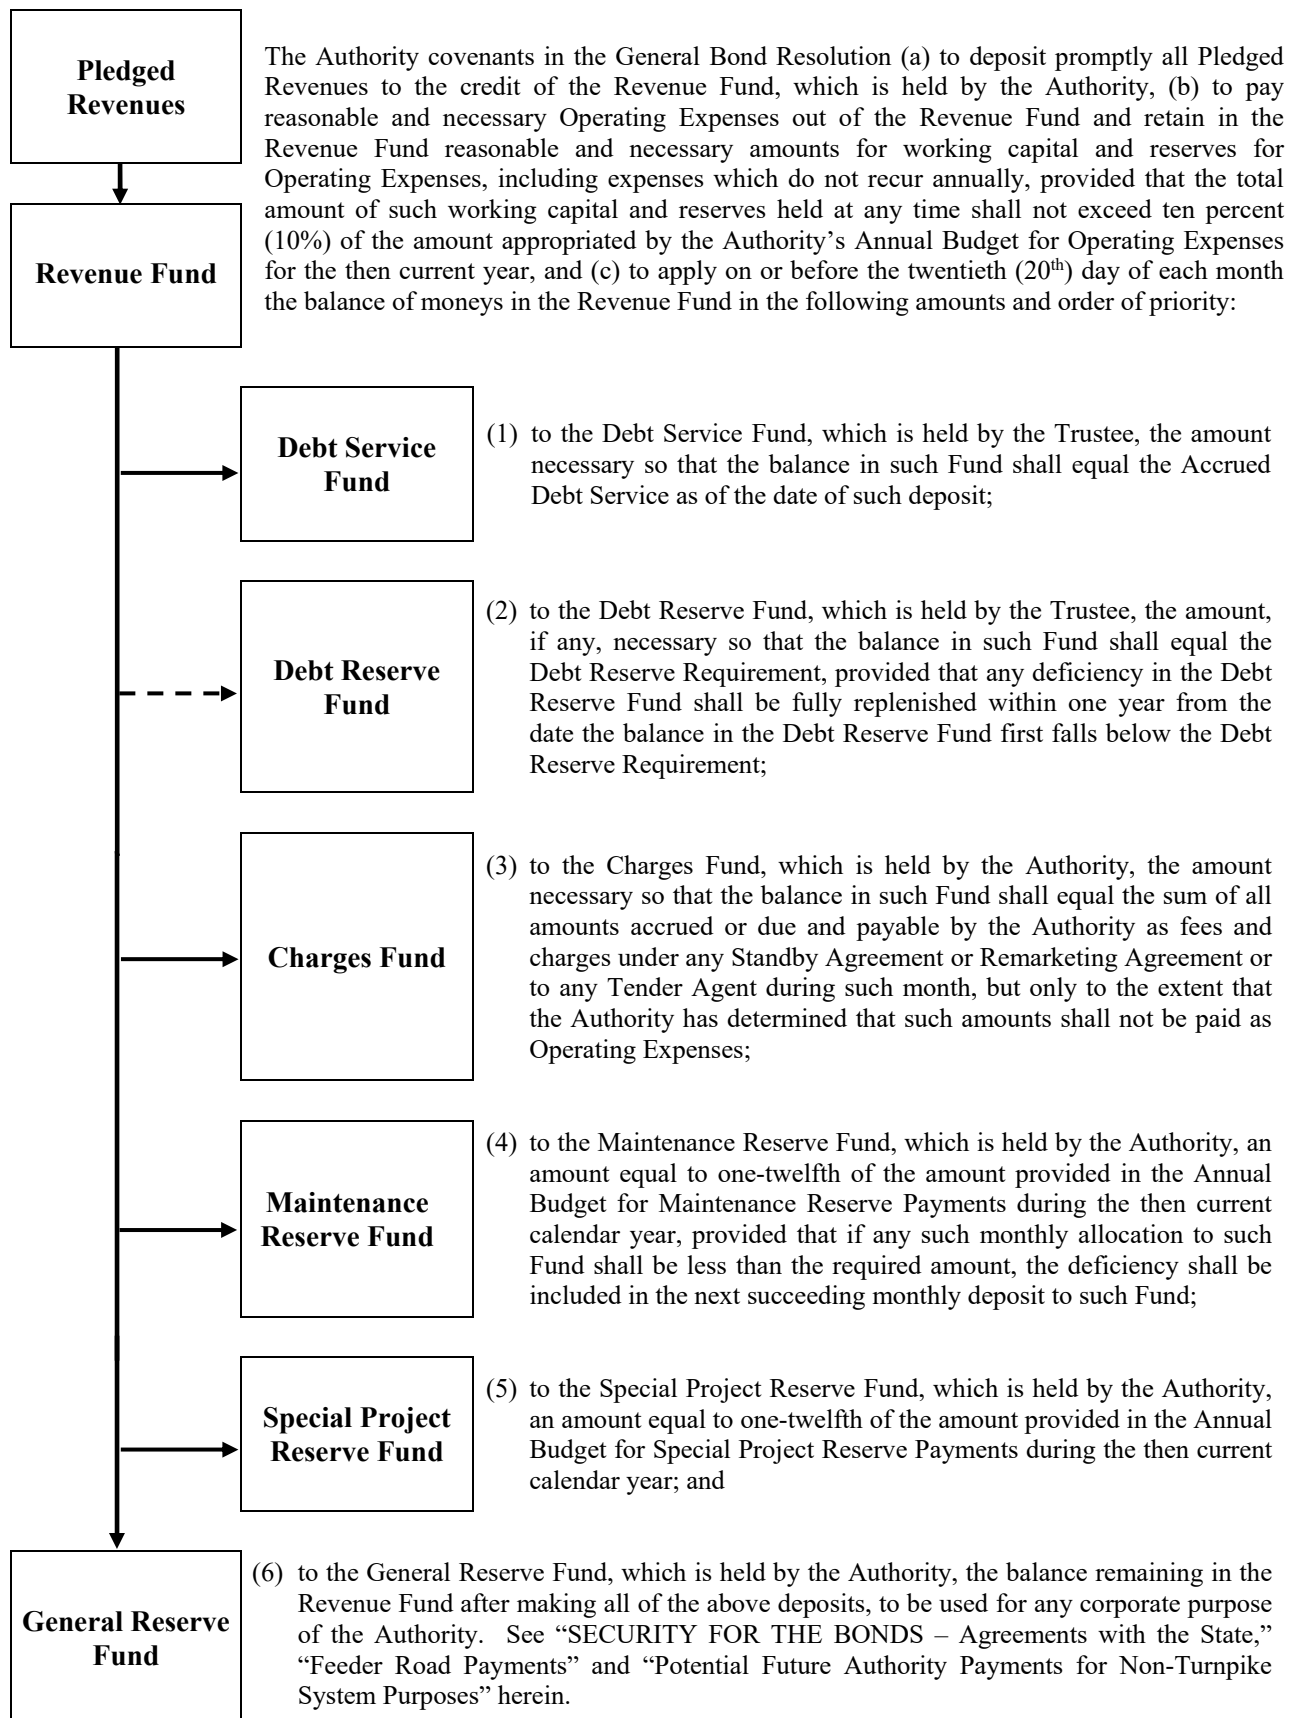 Pledged
Revenues
The Authority covenants in the General Bond Resolution (a) to deposit promptly all Pledged
Revenues to the credit of the Revenue Fund, which is held by the Authority, (b) to pay
reasonable and necessary Operating Expenses out of the Revenue Fund and retain in the
Revenue Fund reasonable and necessary amounts for working capital and reserves for
Operating Expenses, including expenses which do not recur annually, provided that the total
amount of such working capital and reserves held at any time shall not exceed ten percent
(10%) of the amount appropriated by the Authority’s Annual Budget for Operating Expenses
for the then current year, and (c) to apply on or before the twentieth (20th) day of each month
the balance of moneys in the Revenue Fund in the following amounts and order of priority:
Revenue Fund
Debt Service
Fund
(1) to the Debt Service Fund, which is held by the Trustee, the amount
necessary so that the balance in such Fund shall equal the Accrued
Debt Service as of the date of such deposit;
Debt Reserve
Fund
(2) to the Debt Reserve Fund, which is held by the Trustee, the amount,
if any, necessary so that the balance in such Fund shall equal the
Debt Reserve Requirement, provided that any deficiency in the Debt
Reserve Fund shall be fully replenished within one year from the
date the balance in the Debt Reserve Fund first falls below the Debt
Reserve Requirement;
Charges Fund
(3) to the Charges Fund, which is held by the Authority, the amount
necessary so that the balance in such Fund shall equal the sum of all
amounts accrued or due and payable by the Authority as fees and
charges under any Standby Agreement or Remarketing Agreement or
to any Tender Agent during such month, but only to the extent that
the Authority has determined that such amounts shall not be paid as
Operating Expenses;
Maintenance
Reserve Fund
(4) to the Maintenance Reserve Fund, which is held by the Authority, an
amount equal to one-twelfth of the amount provided in the Annual
Budget for Maintenance Reserve Payments during the then current
calendar year, provided that if any such monthly allocation to such
Fund shall be less than the required amount, the deficiency shall be
included in the next succeeding monthly deposit to such Fund;
Special Project
Reserve Fund
(5) to the Special Project Reserve Fund, which is held by the Authority,
an amount equal to one-twelfth of the amount provided in the Annual
Budget for Special Project Reserve Payments during the then current
calendar year; and
General Reserve
Fund
(6) to the General Reserve Fund, which is held by the Authority, the balance remaining in the
Revenue Fund after making all of the above deposits, to be used for any corporate purpose
of the Authority. See “SECURITY FOR THE BONDS – Agreements with the State,”
“Feeder Road Payments” and “Potential Future Authority Payments for Non-Turnpike
System Purposes” herein.